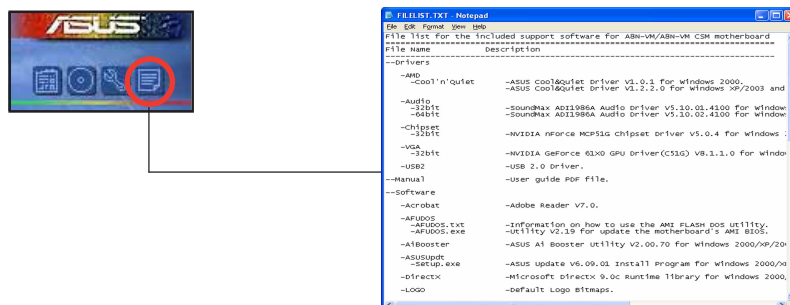 ASUS
FILELIST.TXT - Notepad
File Edit Format View Help
File list for the included support software for A8N-VM/A8N-VM CSM motherboard
File Name Description
--Drivers
-AMD
-Cool'n'Quiet -ASUS Cool&Quiet Driver V1.0.1 for Windows 2000.
-ASUS Cool&Quiet Driver V1.2.2.0 for Windows XP/2003 and
-Audio
-32bit -SoundMax ADI1986A Audio Driver V5.10.01.4100 for Windows
-64bit -SoundMax ADI1986A Audio Driver V5.10.02.4100 for Windows
-Chipset
-32bit -NVIDIA nForce MCP51G Chipset Driver V5.0.4 for Windows
-VGA
-32bit -NVIDIA GeForce 61X0 GPU Driver(C51G) V8.1.1.0 for Window
-USB2 -USB 2.0 Driver.
--Manual -User guide PDF file.
--Software
-Acrobat -Adobe Reader V7.0.
-AFUDOS
-AFUDOS.txt -Information on how to use the AMI FLASH DOS Utility.
-AFUDOS.exe -Utility V2.19 for update the motherboard's AMI BIOS.
-AiBooster -ASUS Ai Booster Utility V2.00.70 for Windows 2000/XP/20
-ASUSUpdt
-Setup.exe -ASUS Update V6.09.01 Install Program for Windows 2000/X
-DirectX -Microsoft DirectX 9.0c Runtime library for Windows 2000,
-LOGO -Default Logo Bitmaps.